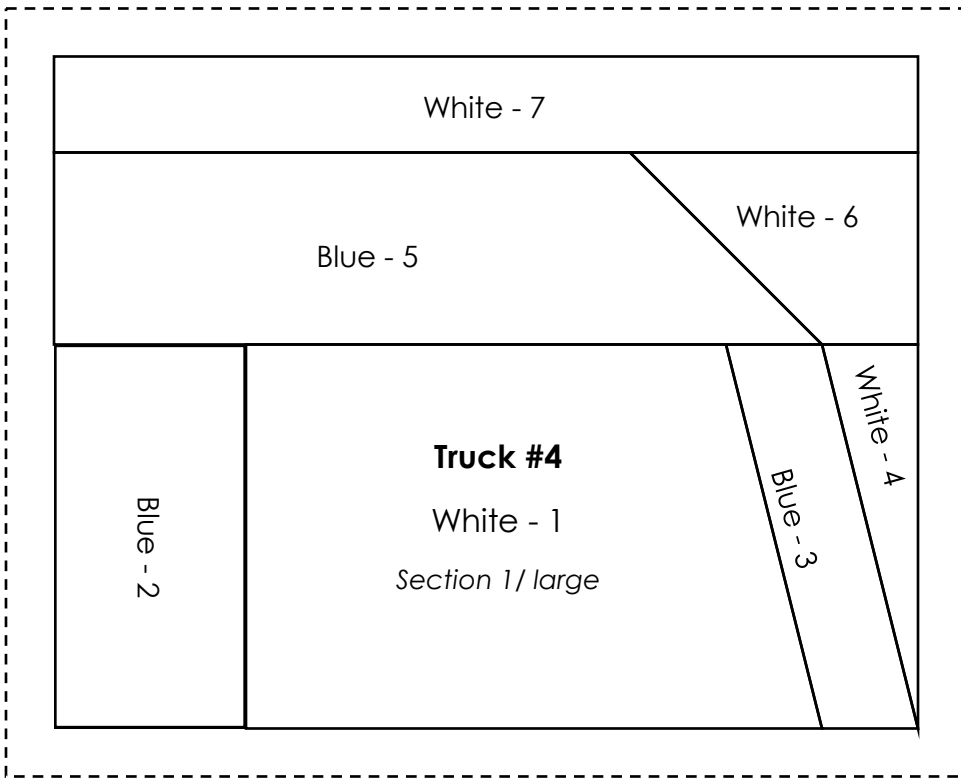 White - 7
White - 6
Blue - 5
White - 4
Truck #4
White - 1
Section 1/ large
Blue - 3
Blue - 2